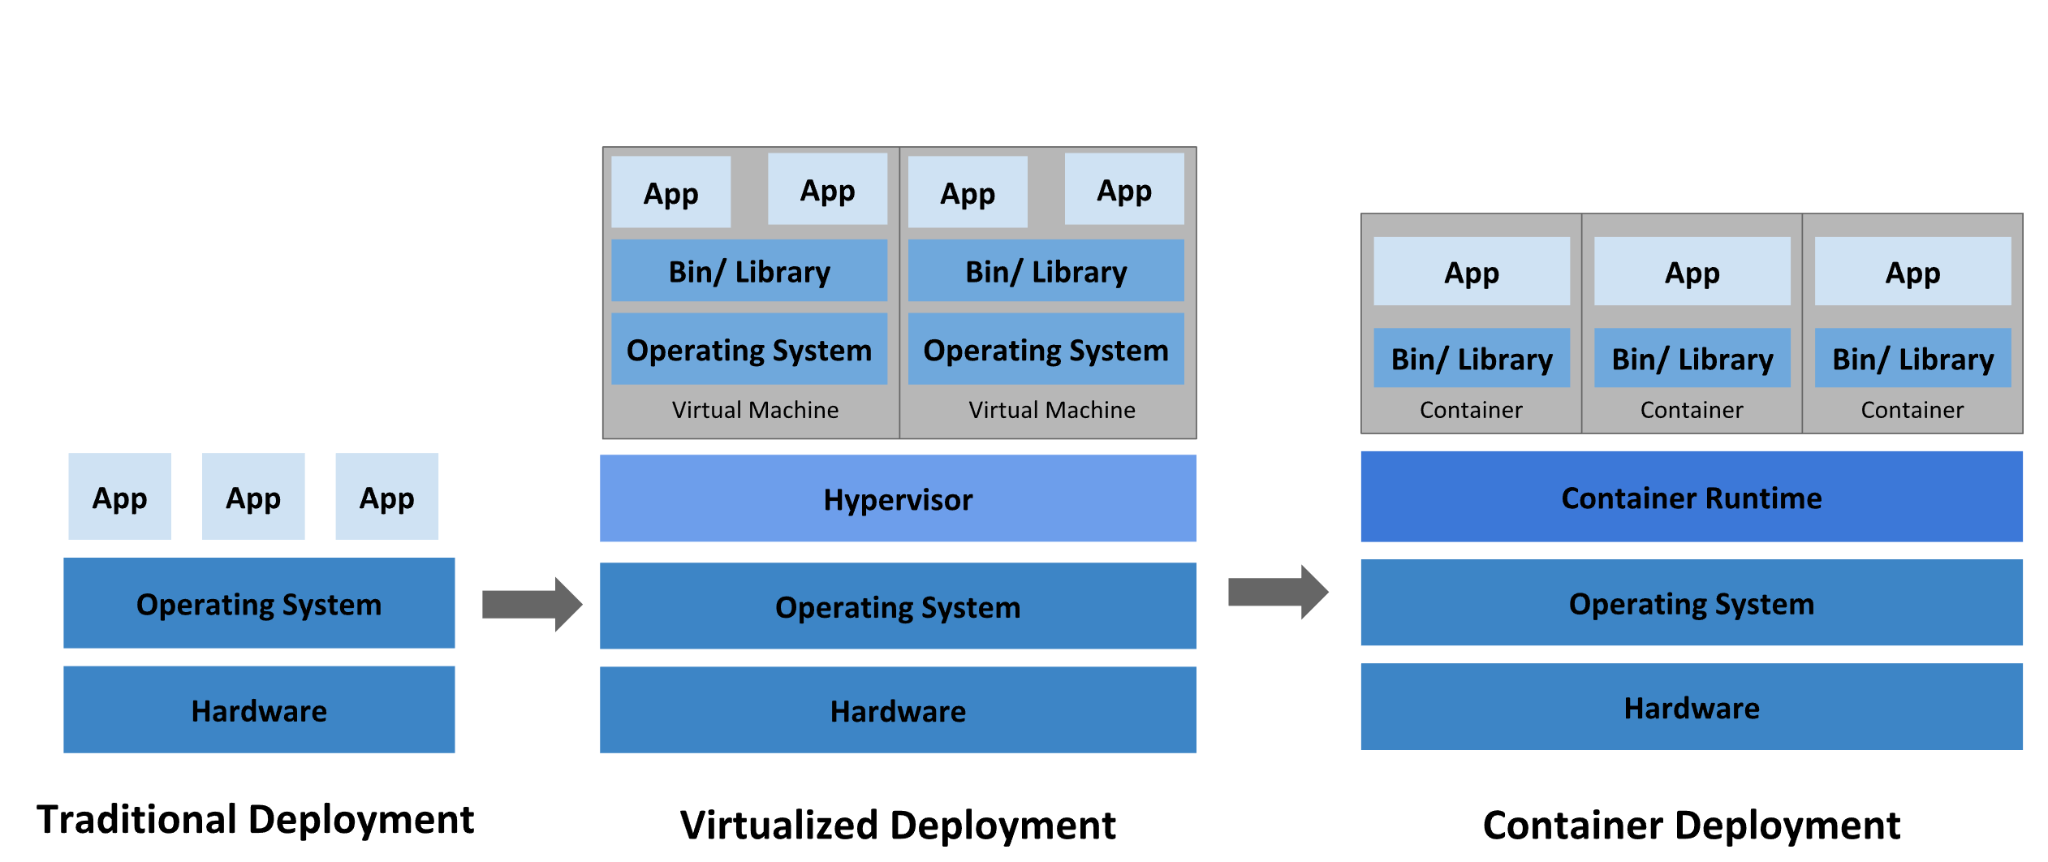 App App App
Operating System
Hardware
Traditional Deployment
App App App App
Bin/ Library Bin/ Library
Operating System Operating System
Virtual Machine Virtual Machine
Hypervisor
Operating System
Hardware
Virtualized Deployment
App App App
Bin/ Library Bin/ Library Bin/ Library
Container Container Container
Container Runtime
Operating System
Hardware
Container Deployment